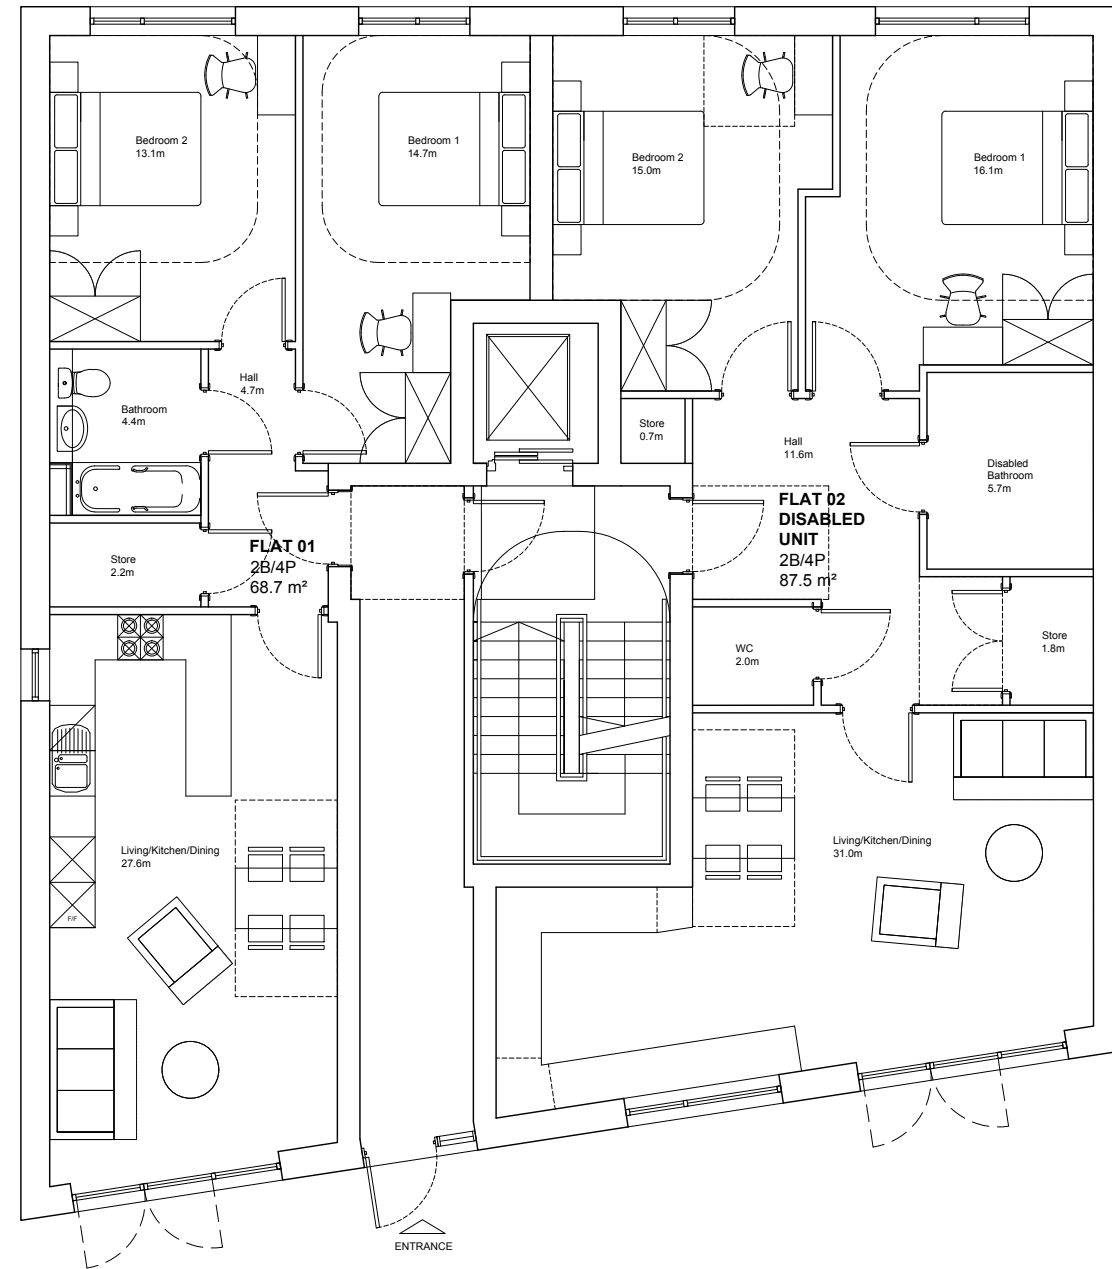 Bedroom 2
13.1m
Bedroom 1
14.7m
Bedroom 2
15.0m
Bedroom 1
16.1m
Hall
4.7m
Bathroom
4.4m
Store
0.7m
Hall
11.6m
Disabled
Bathroom
5.7m
FLAT 01
2B/4P
68.7 m²
FLAT 02
DISABLED
UNIT
2B/4P
87.5 m²
Store
2.2m
WC
2.0m
Store
1.8m
Living/Kitchen/Dining
27.6m
Living/Kitchen/Dining
31.0m
F/F
ENTRANCE